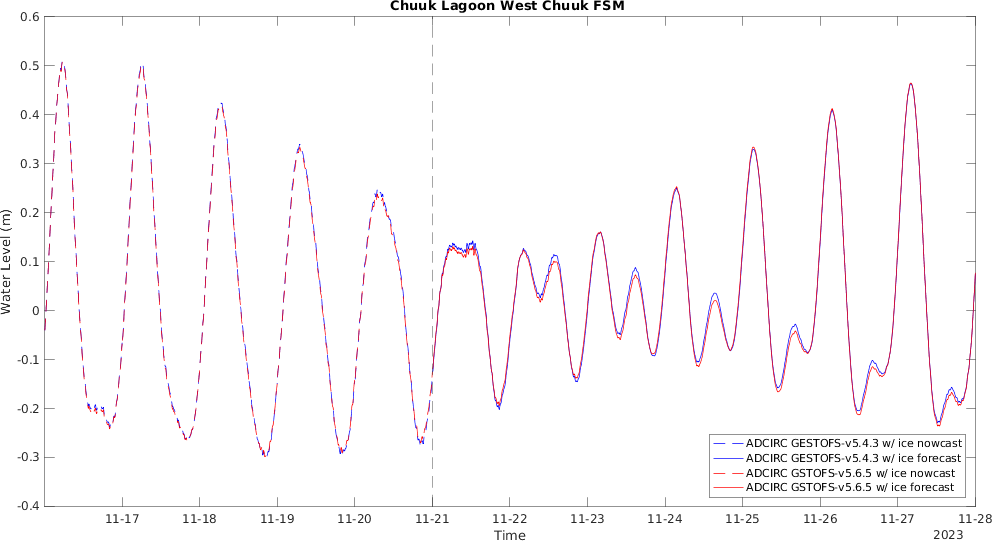 Chuuk Lagoon West Chuuk FSM
0.6
0.5
0.4
0.3
0.2
0.1
0
-0.1
-0.2
-0.3
-0.4
Water Level (m)
ADCIRC GESTOFS-v5.4.3 w/ ice nowcast
ADCIRC GESTOFS-v5.4.3 w/ ice forecast
ADCIRC GSTOFS-v5.6.5 w/ ice nowcast
ADCIRC GSTOFS-v5.6.5 w/ ice forecast
11-17 11-18 11-19 11-20 11-21 11-22 11-23 11-24 11-25 11-26 11-27 11-28
Time
2023